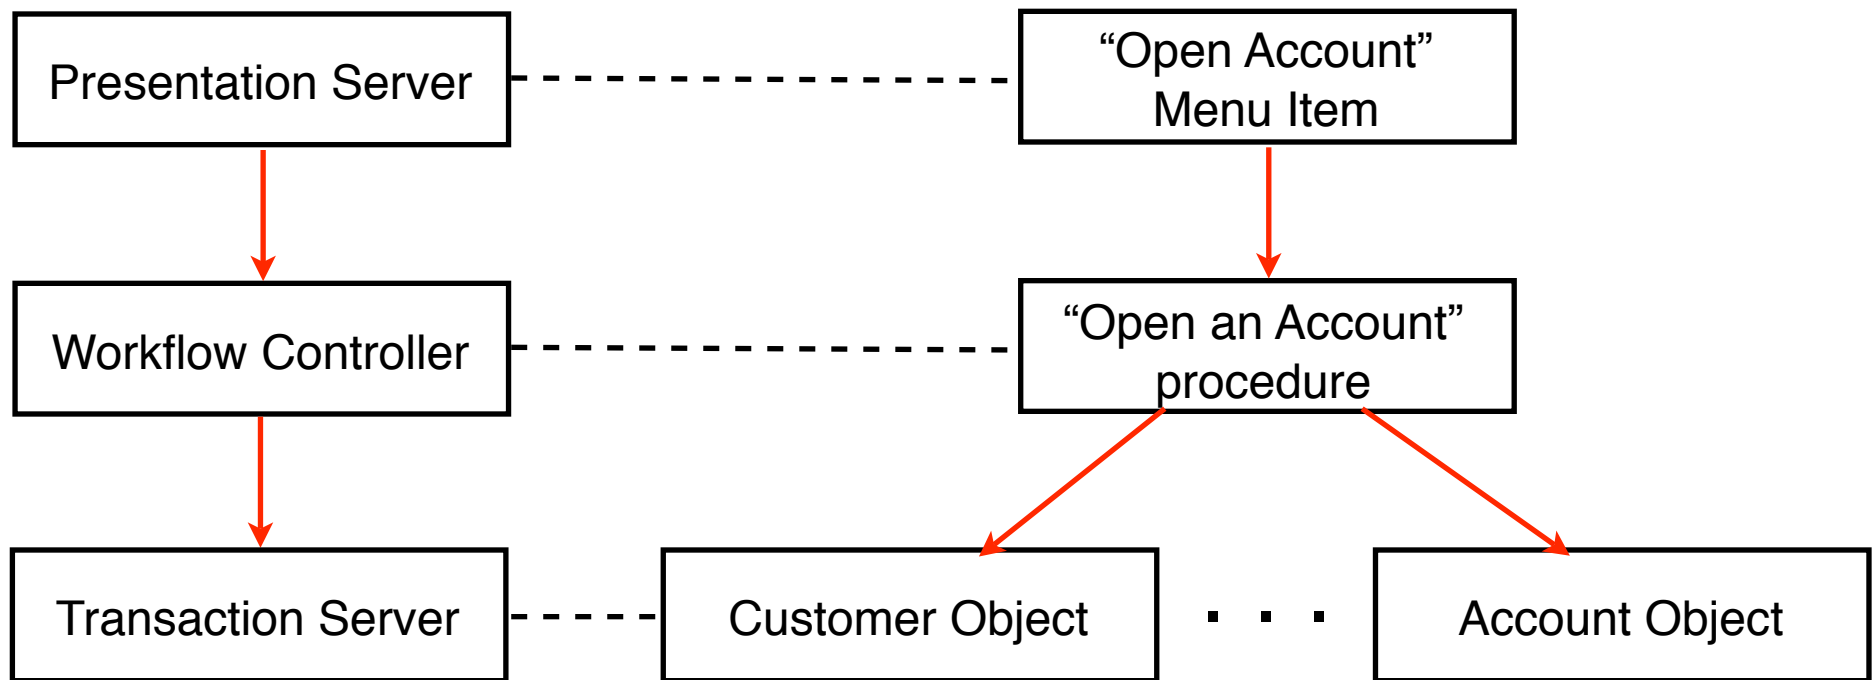 Presentation Server
“Open Account”
Menu Item
Workflow Controller
“Open an Account”
procedure
Transaction Server
Customer Object
. . .
Account Object